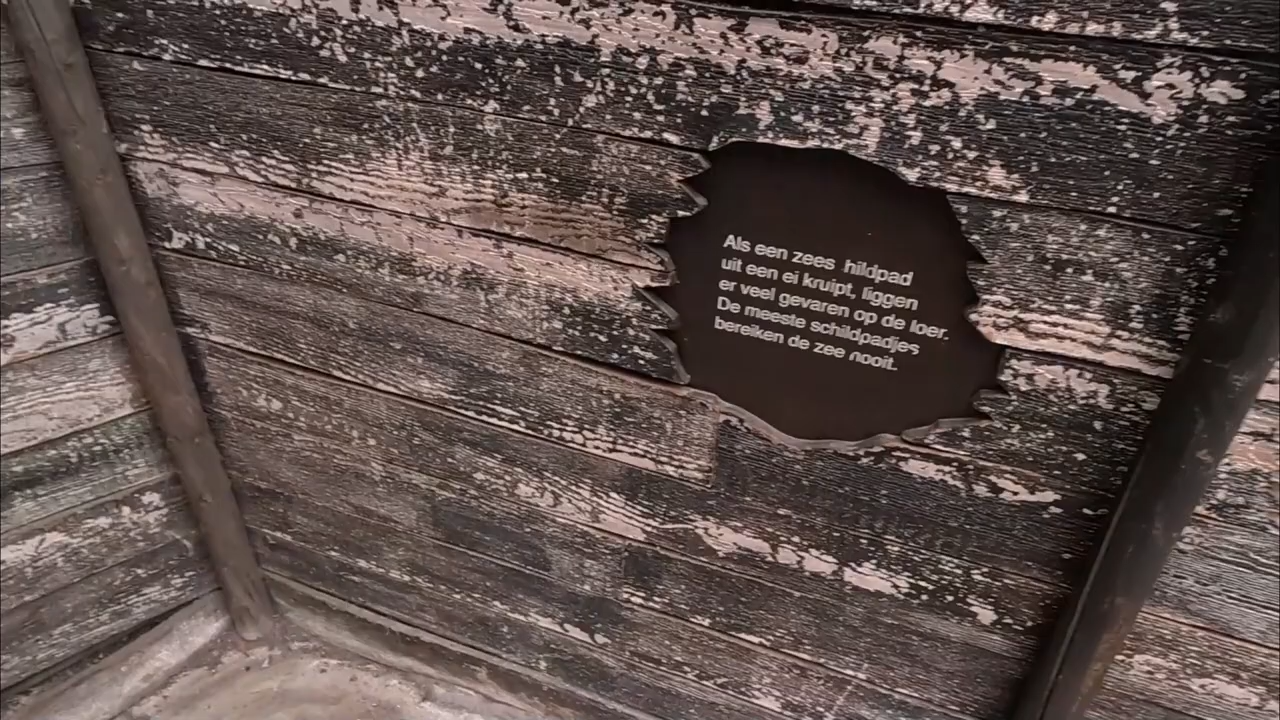 Als een zees hildpad
uit een ei kruipt, liggen
er veel gevaren op de loer.
De meeste schildpadjes
bereiken de zee nooit.